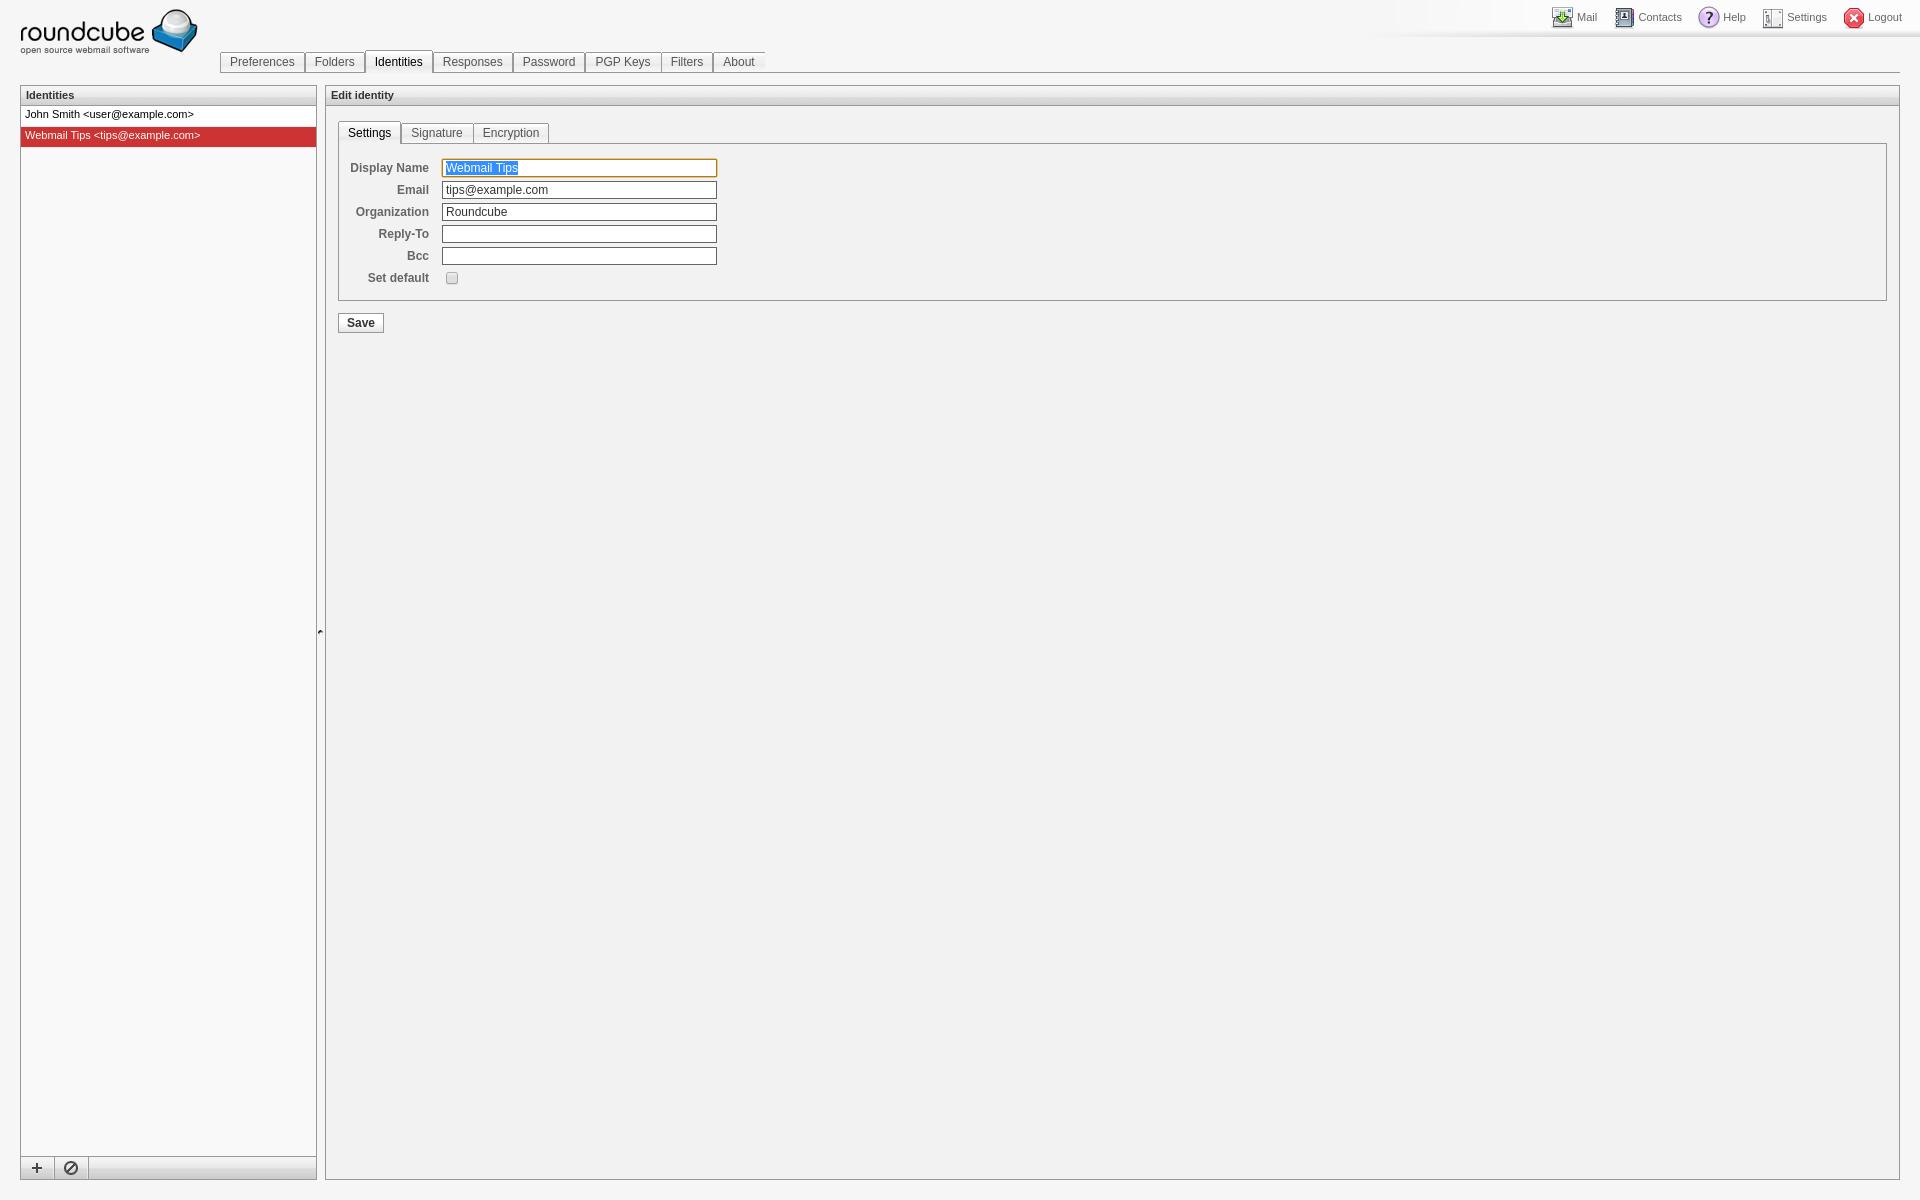 roundcube
open source webmail software
Mail Contacts Help Settings Logout
Preferences Folders Identities Responses Password PGP Keys Filters About
Identities
John Smith <user@example.com>
Webmail Tips <tips@example.com>
Edit identity
Settings Signature Encryption
Display Name Webmail Tips
Email tips@example.com
Organization Roundcube
Reply-To
Bcc
Set default
Save